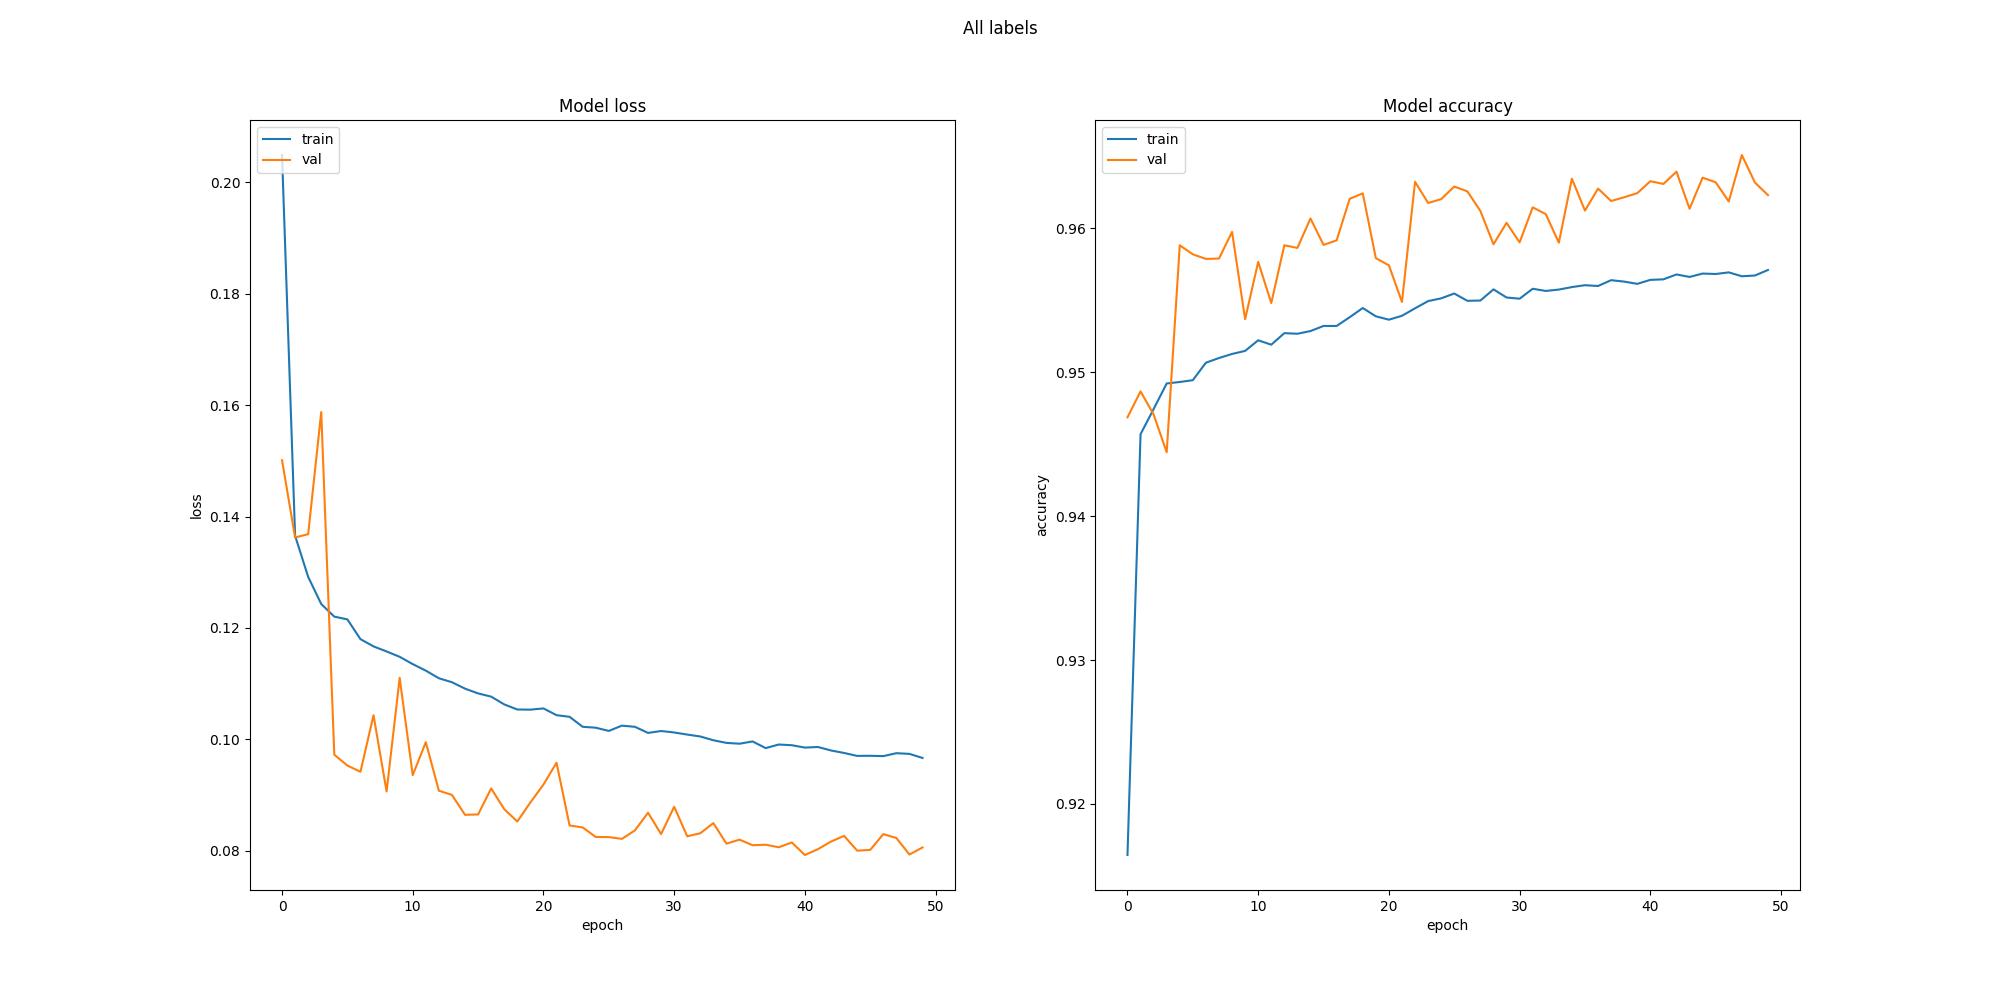 All labels
Model loss
train
val
0.20
0.18
0.16
0.14
0.12
0.10
0.08
loss
0 10 20 30 40 50
epoch
Model accuracy
train
val
0.96
0.95
0.94
0.93
0.92
accuracy
0 10 20 30 40 50
epoch